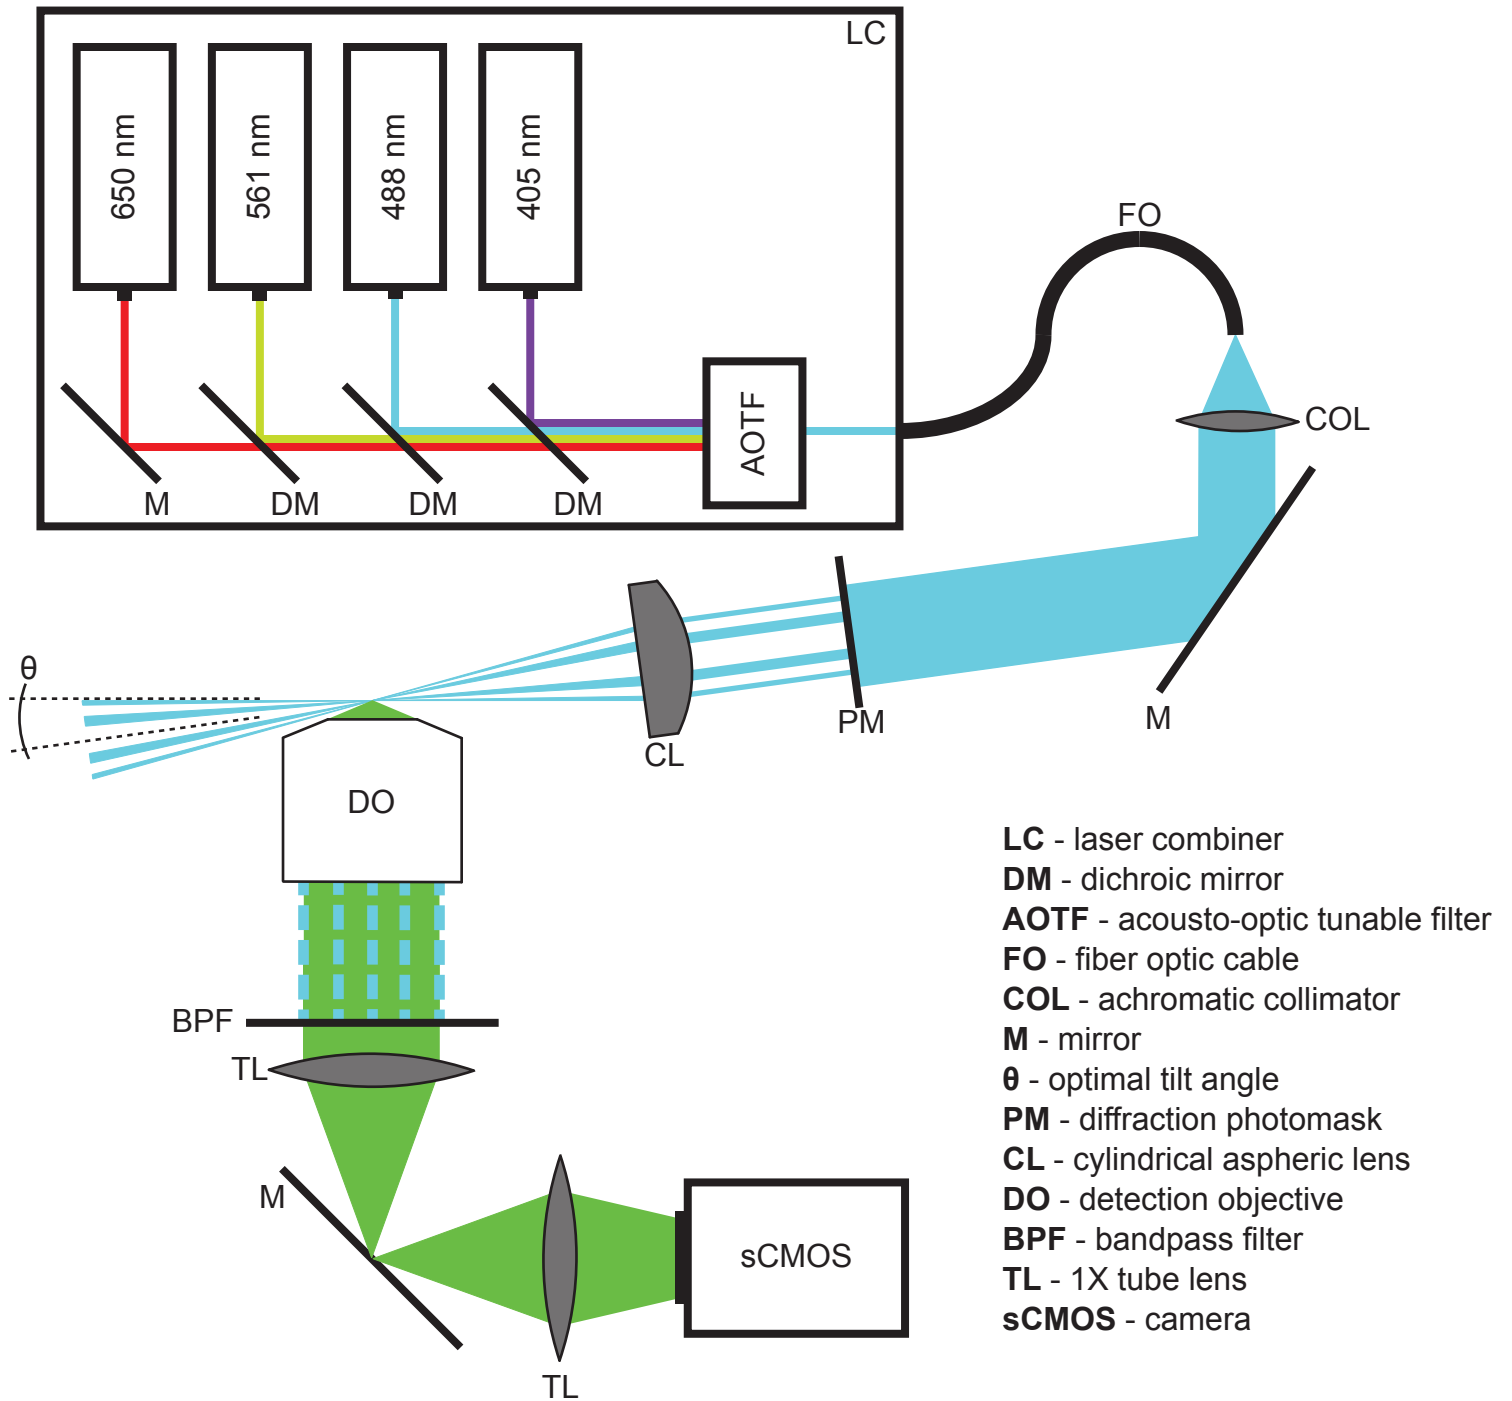 LC
650 nm
561 nm
488 nm
405 nm
AOTF
M
DM
DM
DM
FO
COL
M
PM
CL
θ
DO
BPF
TL
M
sCMOS
TL
LC - laser combiner
DM - dichroic mirror
AOTF - acousto-optic tunable filter
FO - fiber optic cable
COL - achromatic collimator
M - mirror
θ - optimal tilt angle
PM - diffraction photomask
CL - cylindrical aspheric lens
DO - detection objective
BPF - bandpass filter
TL - 1X tube lens
sCMOS - camera